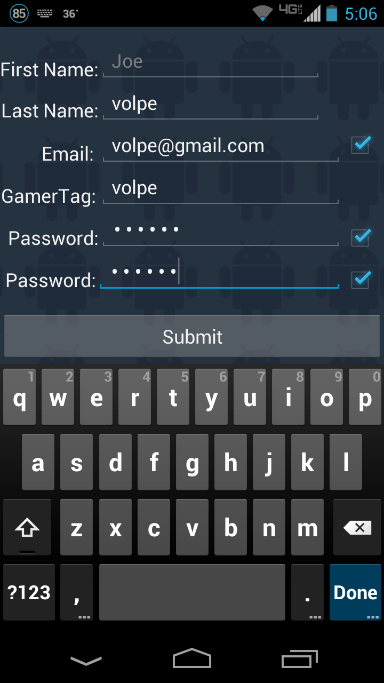 85 36° 4G 5:06
First Name: Joe
Last Name: volpe
Email: volpe@gmail.com
GamerTag: volpe
Password: ••••••
Password: ••••••
Submit
1 2 3 4 5 6 7 8 9 0
q w e r t y u i o p
a s d f g h j k l
z x c v b n m
?123 , ... . ... Done ...